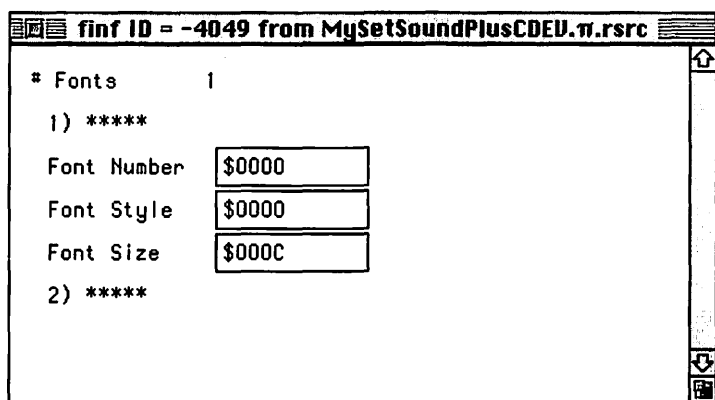 finf ID = -4049 from MySetSoundPlusCDEV.π.rsrc
# Fonts 1
1) *****
Font Number $0000
Font Style $0000
Font Size $000C
2) *****